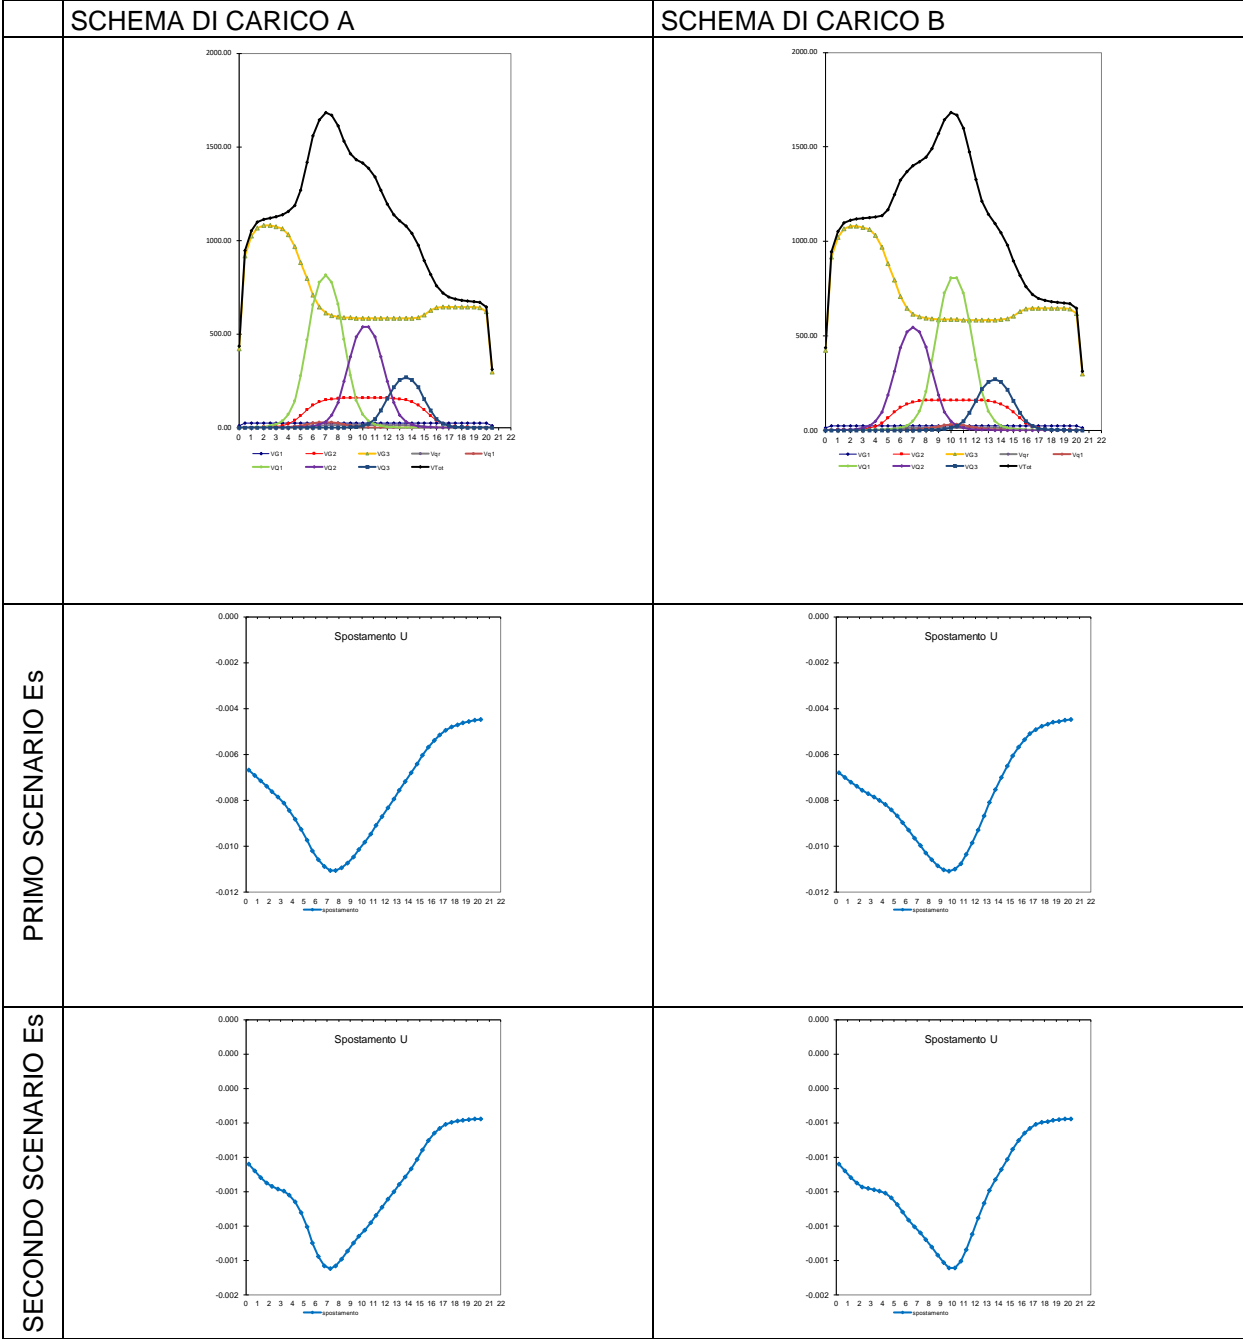 SCHEMA DI CARICO A
SCHEMA DI CARICO B
2000.00
1500.00
1000.00
500.00
0.00
0 1 2 3 4 5 6 7 8 9 10 11 12 13 14 15 16 17 18 19 20 21 22
VG1 VG2 VG3 Vqr Vq1
VQ1 VQ2 VQ3 VTot
2000.00
1500.00
1000.00
500.00
0.00
0 1 2 3 4 5 6 7 8 9 10 11 12 13 14 15 16 17 18 19 20 21 22
VG1 VG2 VG3 Vqr Vq1
VQ1 VQ2 VQ3 VTot
PRIMO SCENARIO Es
Spostamento U
0.000
-0.002
-0.004
-0.006
-0.008
-0.010
-0.012
0 1 2 3 4 5 6 7 8 9 10 11 12 13 14 15 16 17 18 19 20 21 22
spostamento
Spostamento U
0.000
-0.002
-0.004
-0.006
-0.008
-0.010
-0.012
0 1 2 3 4 5 6 7 8 9 10 11 12 13 14 15 16 17 18 19 20 21 22
spostamento
SECONDO SCENARIO Es
Spostamento U
0.000
0.000
0.000
-0.001
-0.001
-0.001
-0.001
-0.001
-0.002
0 1 2 3 4 5 6 7 8 9 10 11 12 13 14 15 16 17 18 19 20 21 22
spostamento
Spostamento U
0.000
0.000
0.000
-0.001
-0.001
-0.001
-0.001
-0.001
-0.002
0 1 2 3 4 5 6 7 8 9 10 11 12 13 14 15 16 17 18 19 20 21 22
spostamento